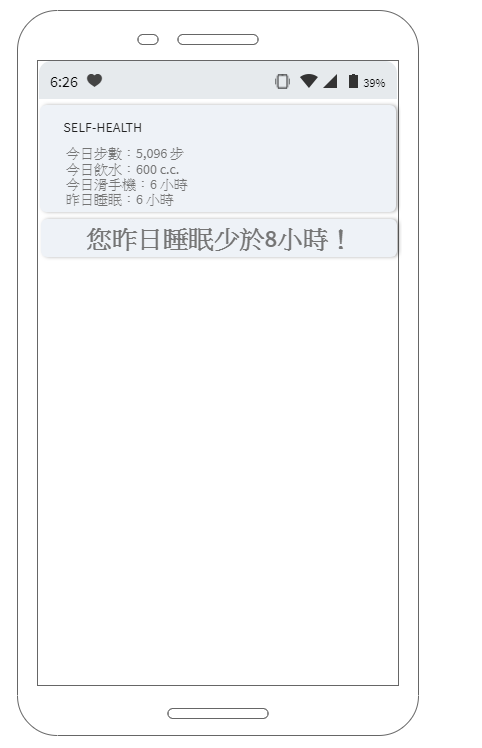 6:26 39%
SELF-HEALTH
今日步數：5,096 步
今日飲水：600 c.c.
今日滑手機：6 小時
昨日睡眠：6 小時
您昨日睡眠少於8小時！